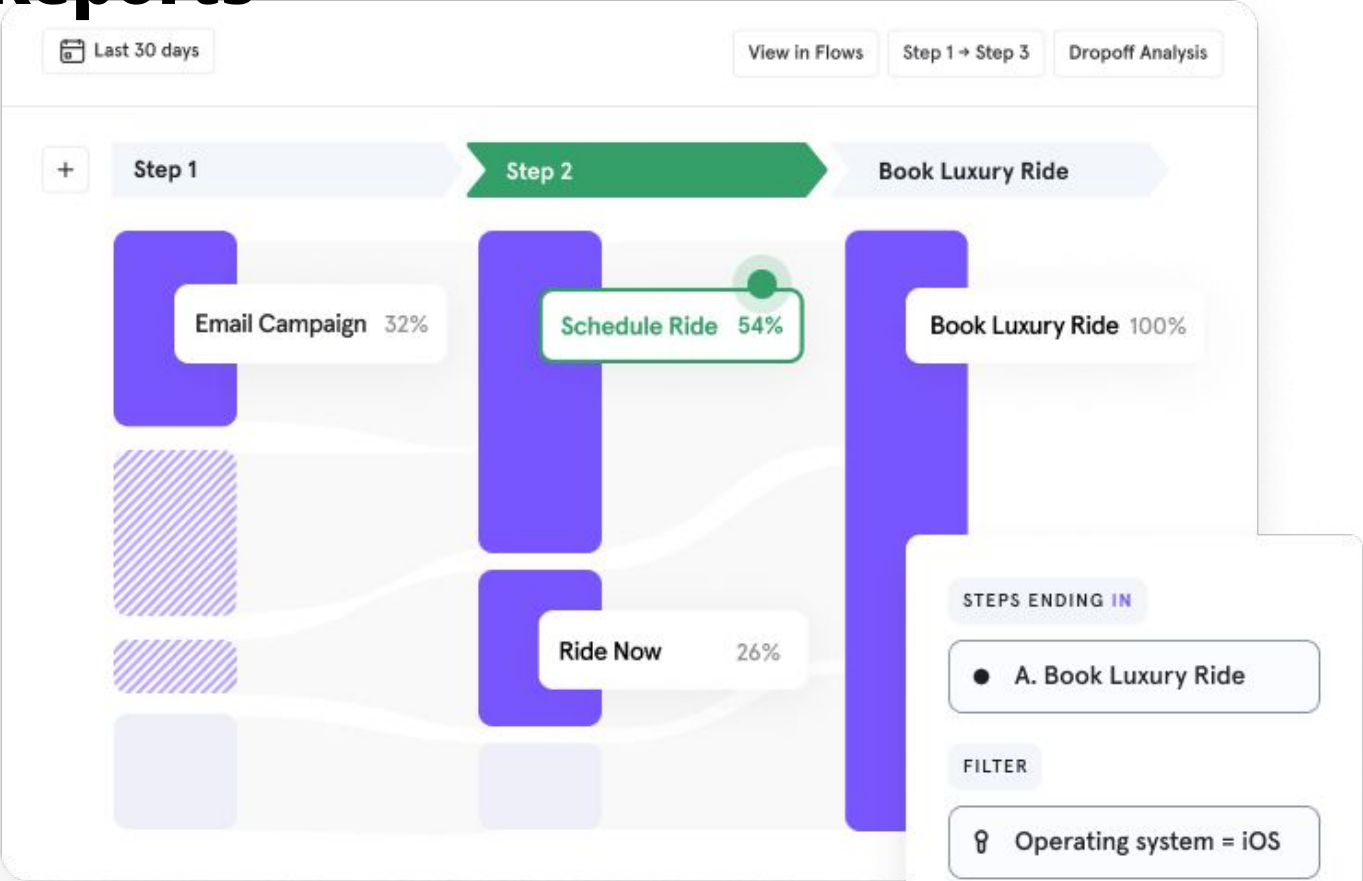 Reports
Last 30 days
View in Flows
Step 1 → Step 3
Dropoff Analysis
+
Step 1
Step 2
Book Luxury Ride
Email Campaign 32%
Schedule Ride 54%
Book Luxury Ride 100%
Ride Now 26%
STEPS ENDING IN
A. Book Luxury Ride
FILTER
Operating system = iOS